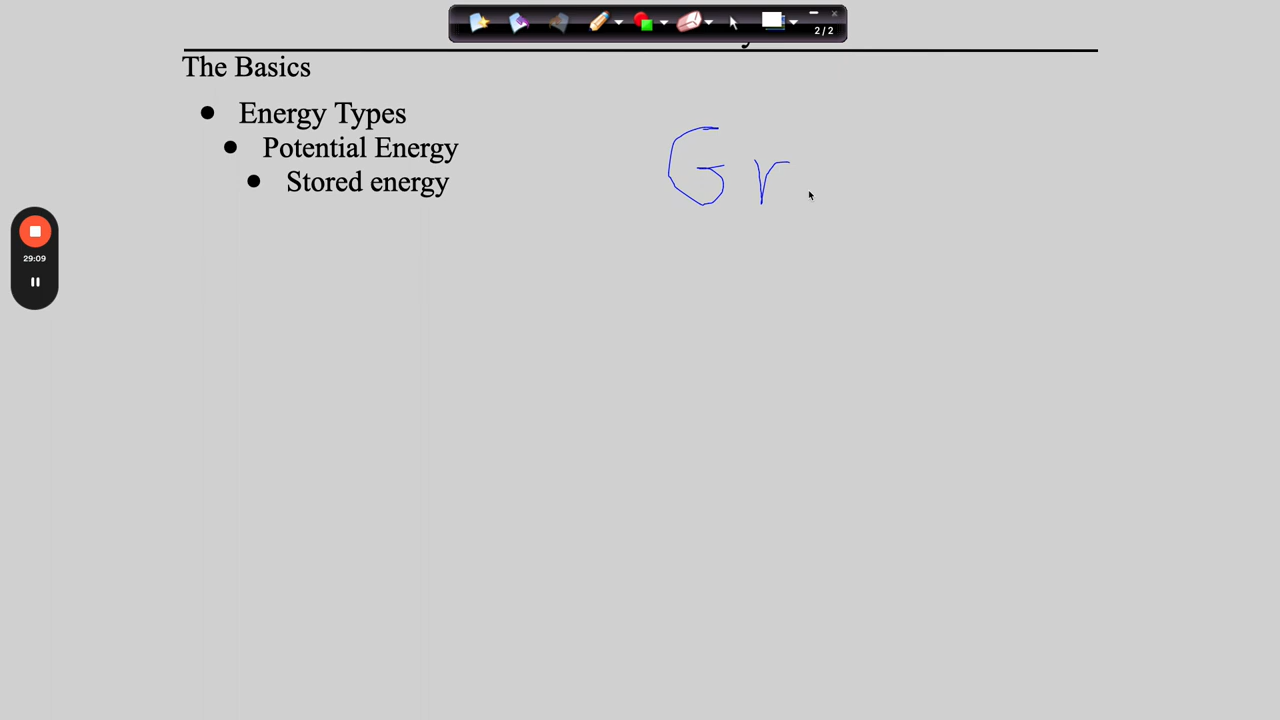 2/2
The Basics
● Energy Types
● Potential Energy
● Stored energy
Gr
29:09